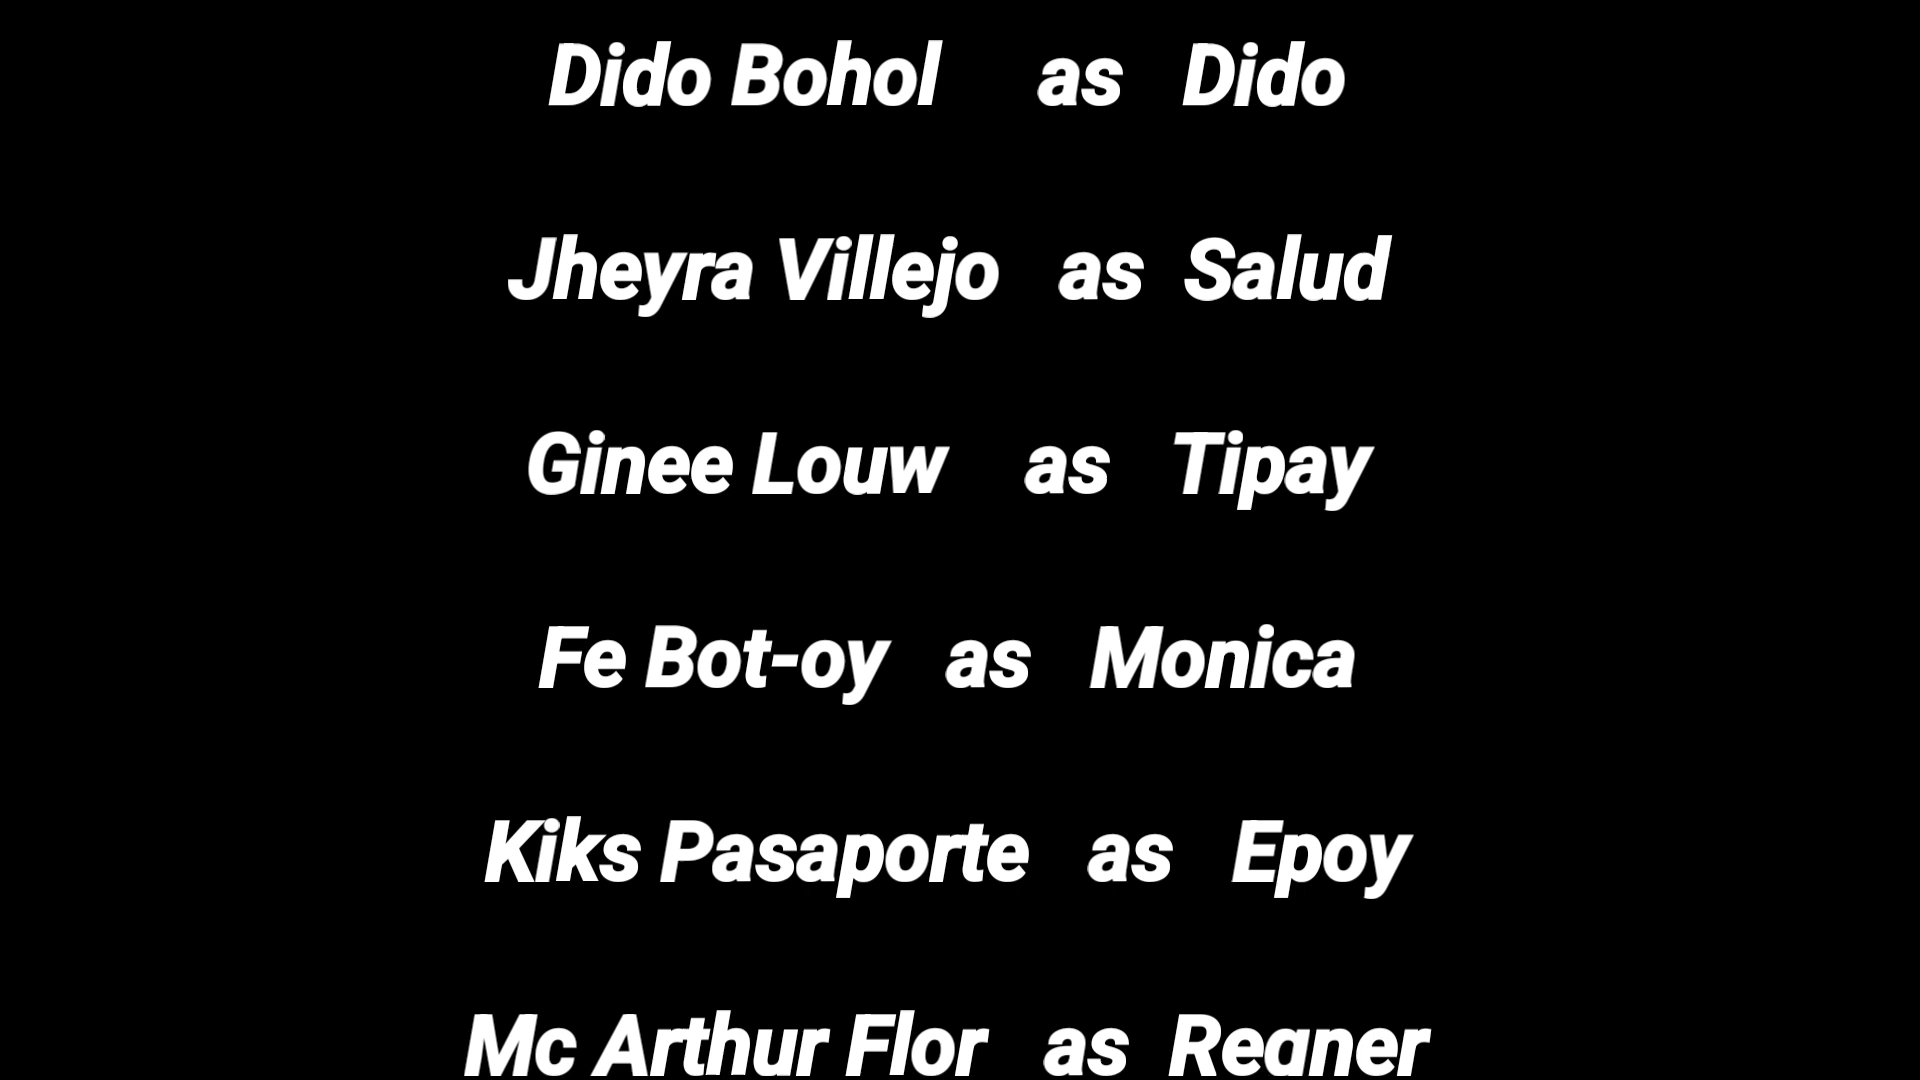 Dido Bohol as Dido
Jheyra Villejo as Salud
Ginee Louw as Tipay
Fe Bot-oy as Monica
Kiks Pasaporte as Epoy
Mc Arthur Flor as Regner